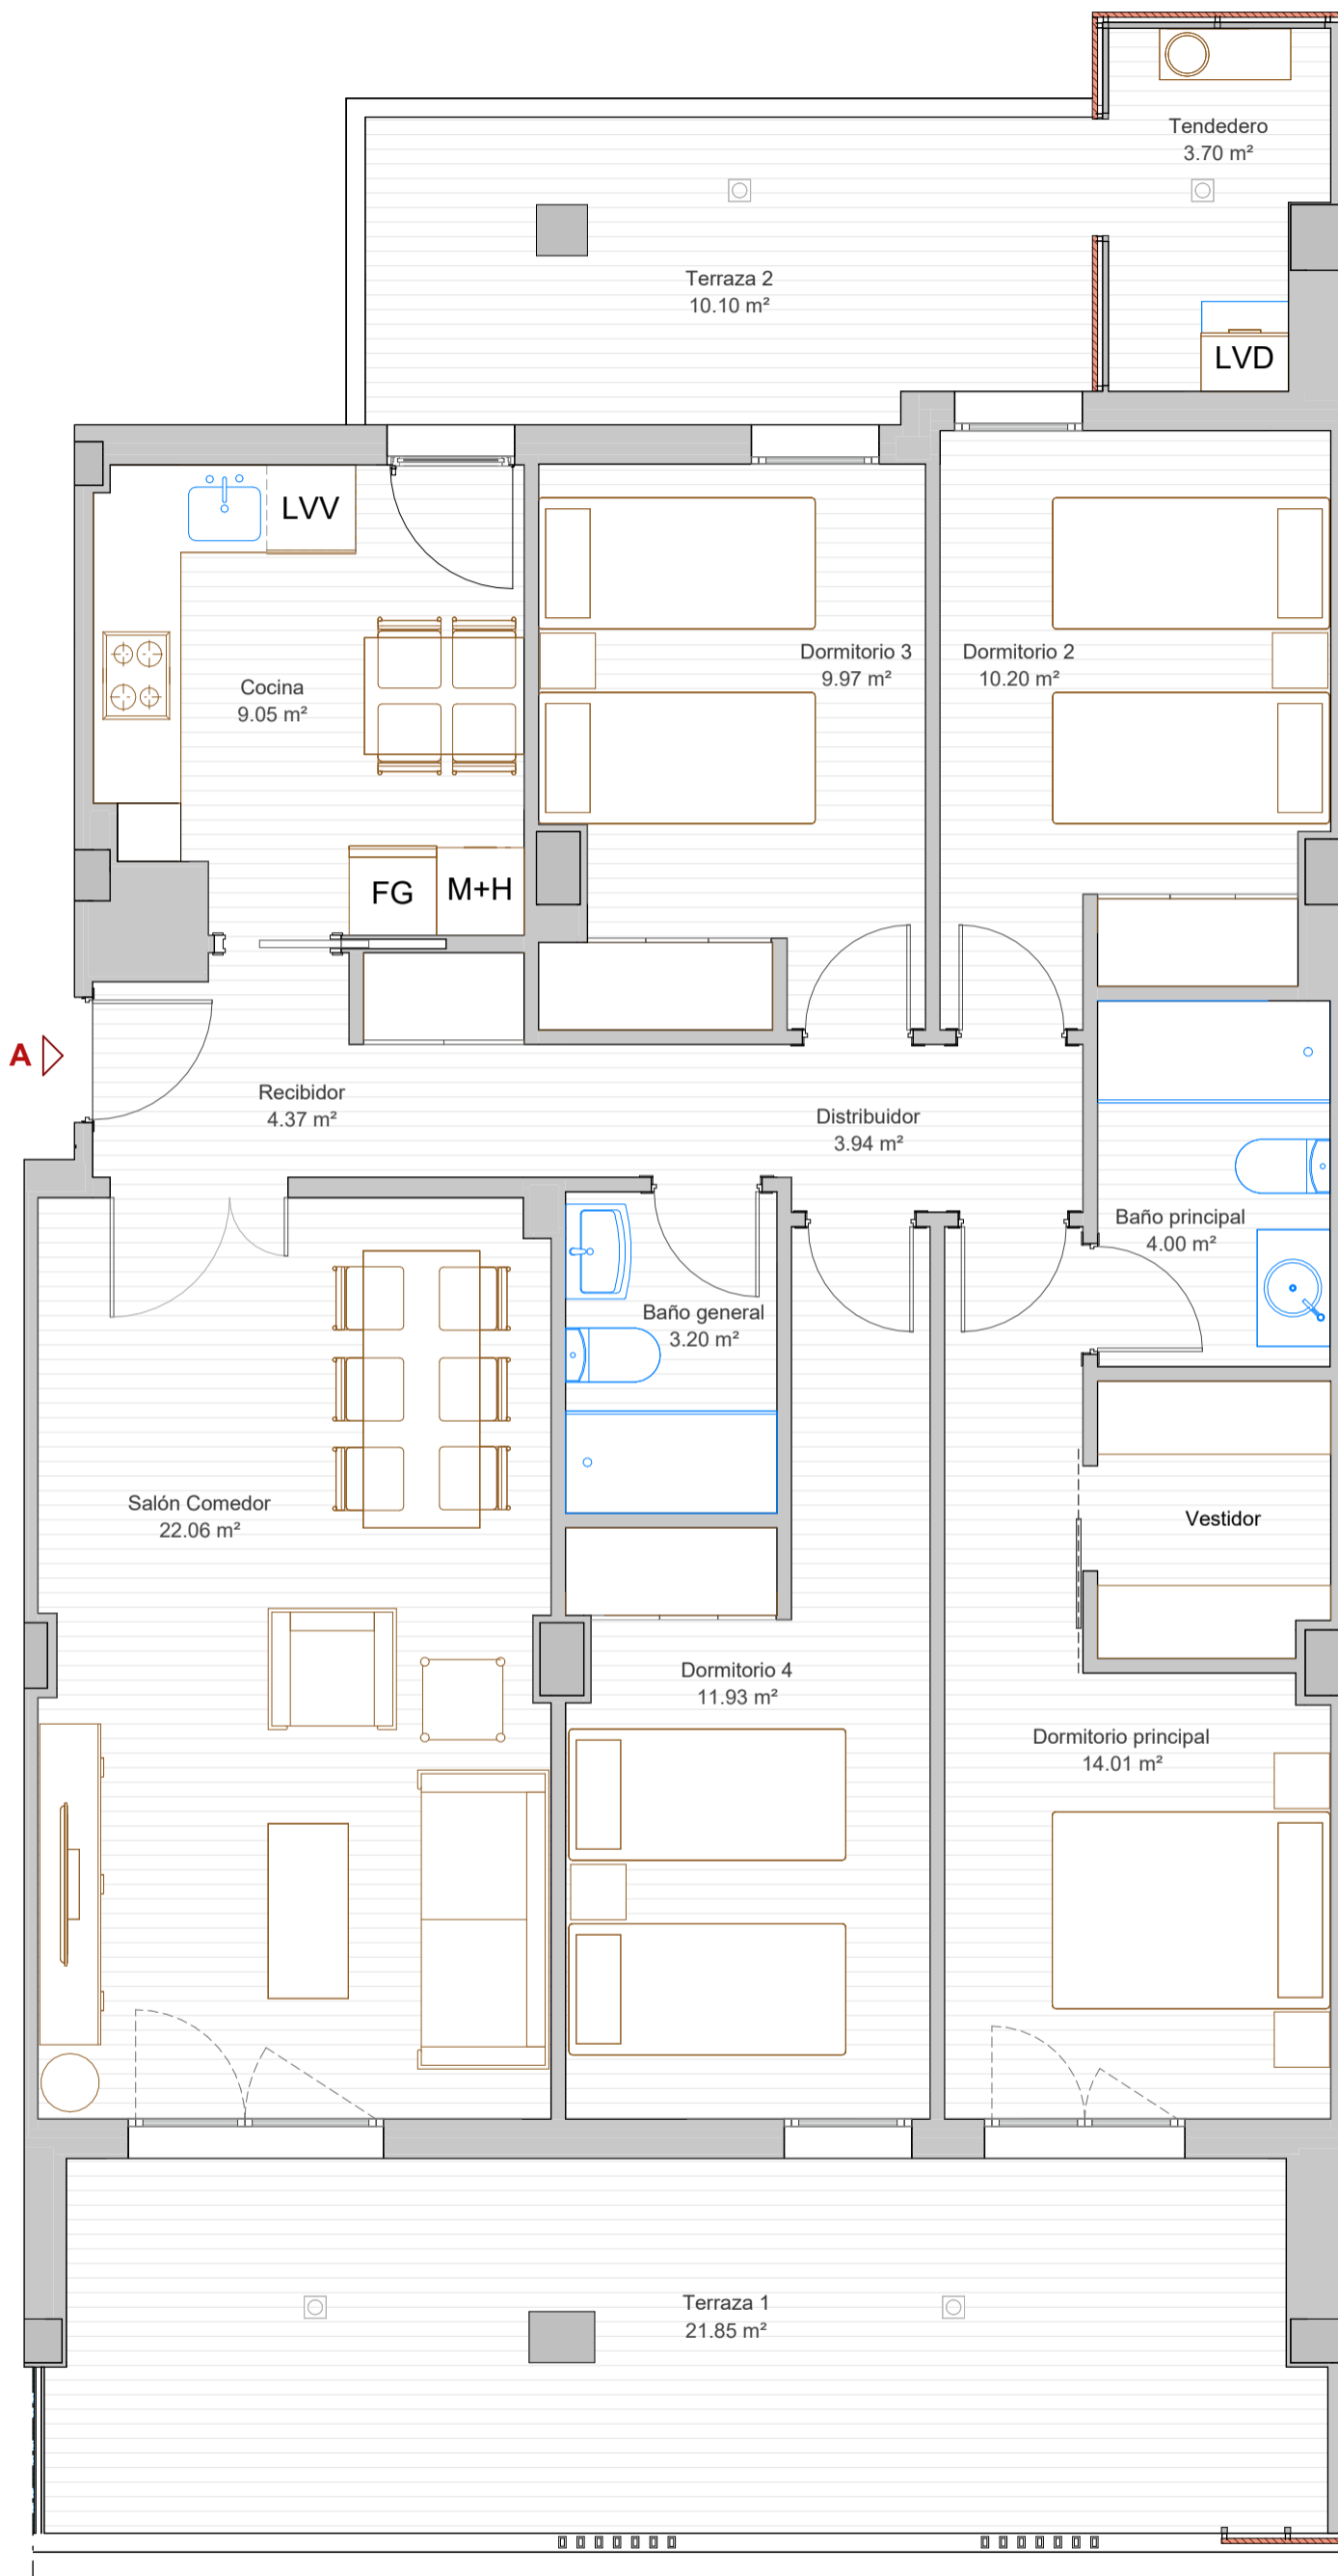 Tendedero
3.70 m²
Terraza 2
10.10 m²
LVD
LVV
Dormitorio 3
9.97 m²
Dormitorio 2
10.20 m²
Cocina
9.05 m²
FG
M+H
A
Recibidor
4.37 m²
Distribuidor
3.94 m²
Baño principal
4.00 m²
Baño general
3.20 m²
Salón Comedor
22.06 m²
Vestidor
Dormitorio 4
11.93 m²
Dormitorio principal
14.01 m²
Terraza 1
21.85 m²